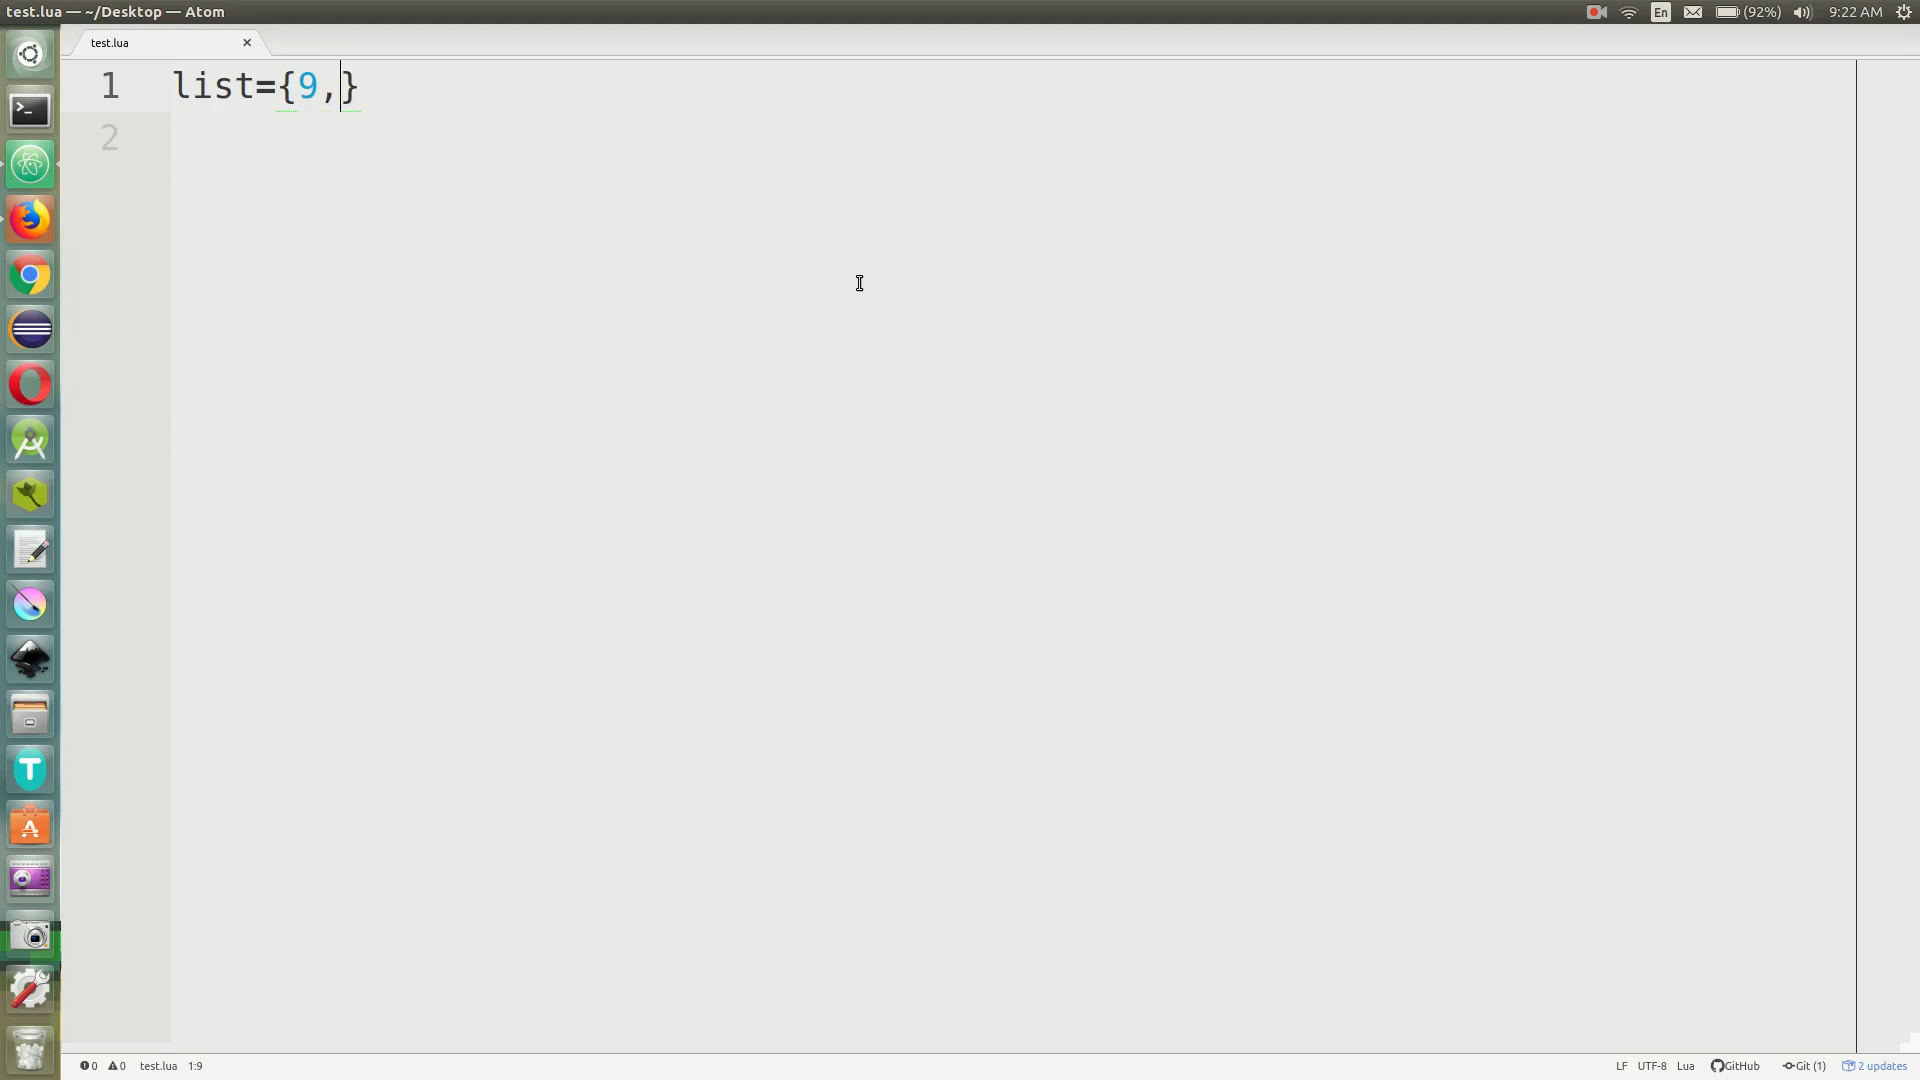 test.lua — ~/Desktop — Atom
En
(92%)
9:22 AM
test.lua
1 list={9,}
2
0 0 test.lua 1:9
LF UTF-8 Lua GitHub Git (1) 2 updates